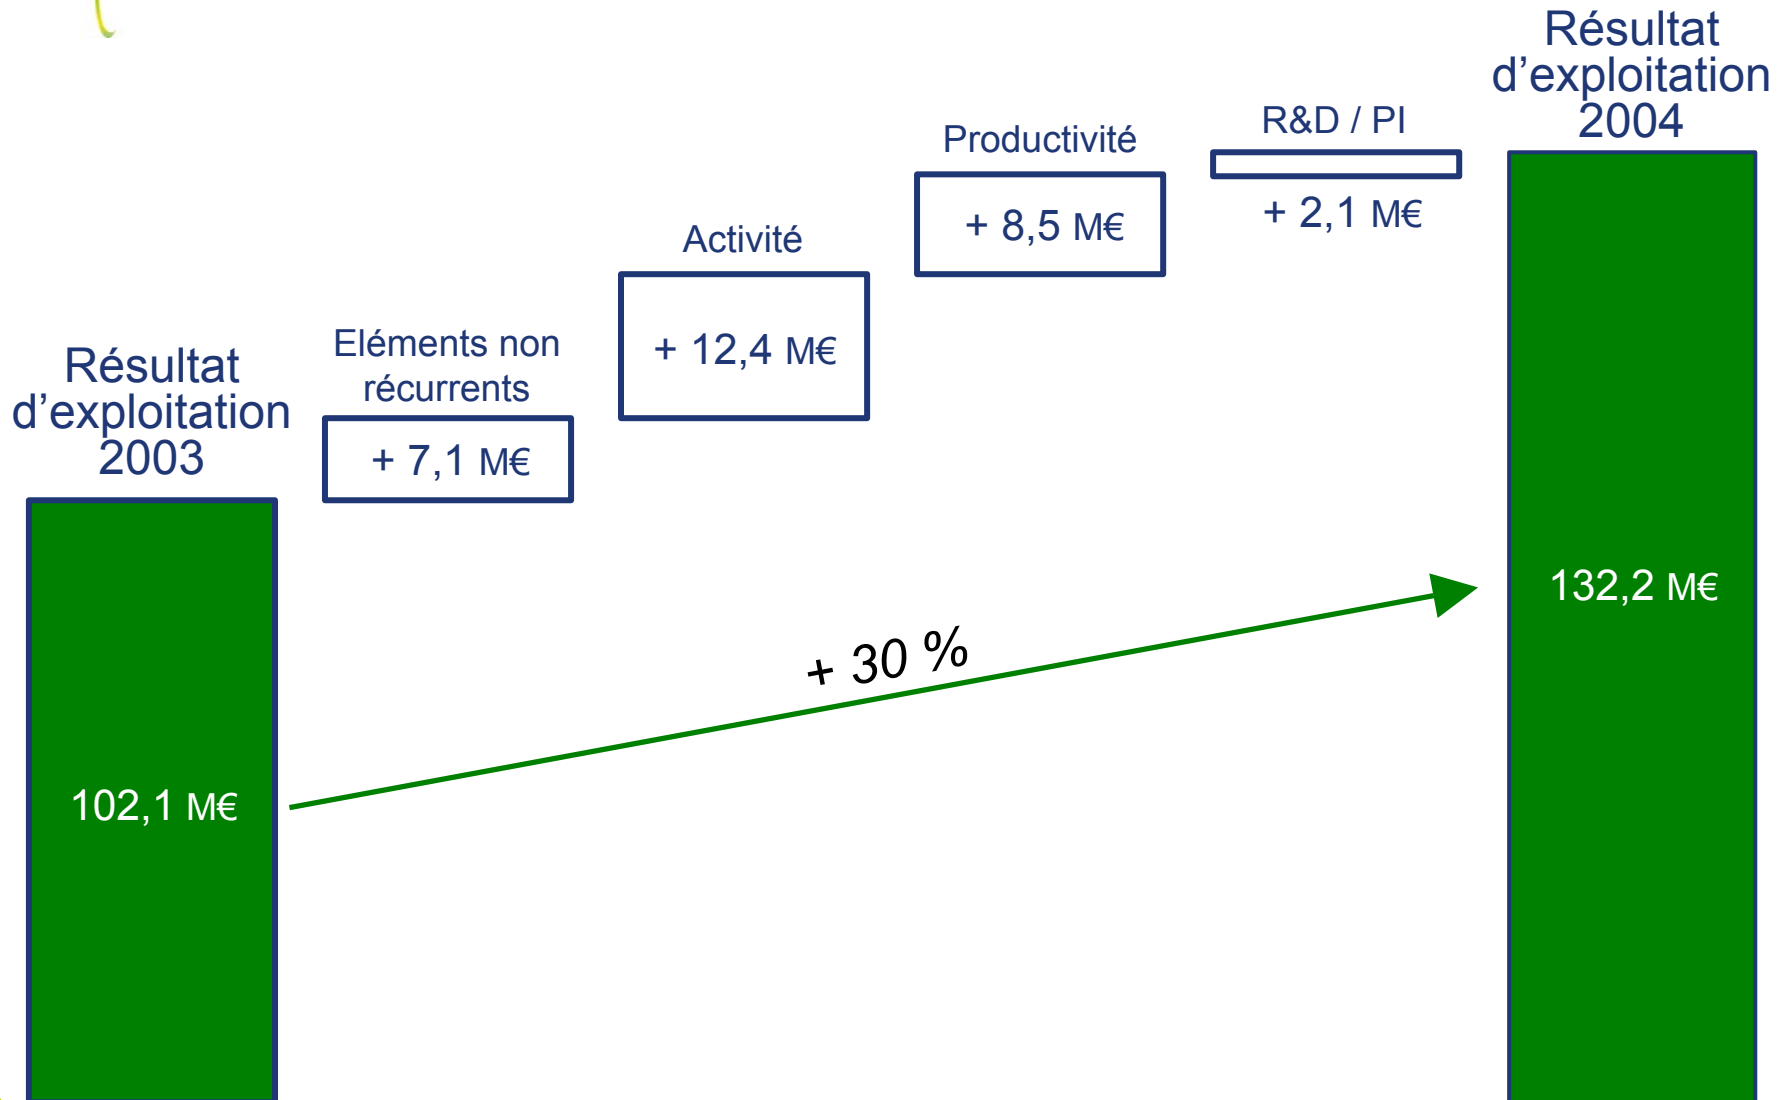 Résultat
d’exploitation
2003
102,1 M€
Eléments non
récurrents
+ 7,1 M€
Activité
+ 12,4 M€
Productivité
+ 8,5 M€
R&D / PI
+ 2,1 M€
Résultat
d’exploitation
2004
132,2 M€
+ 30 %